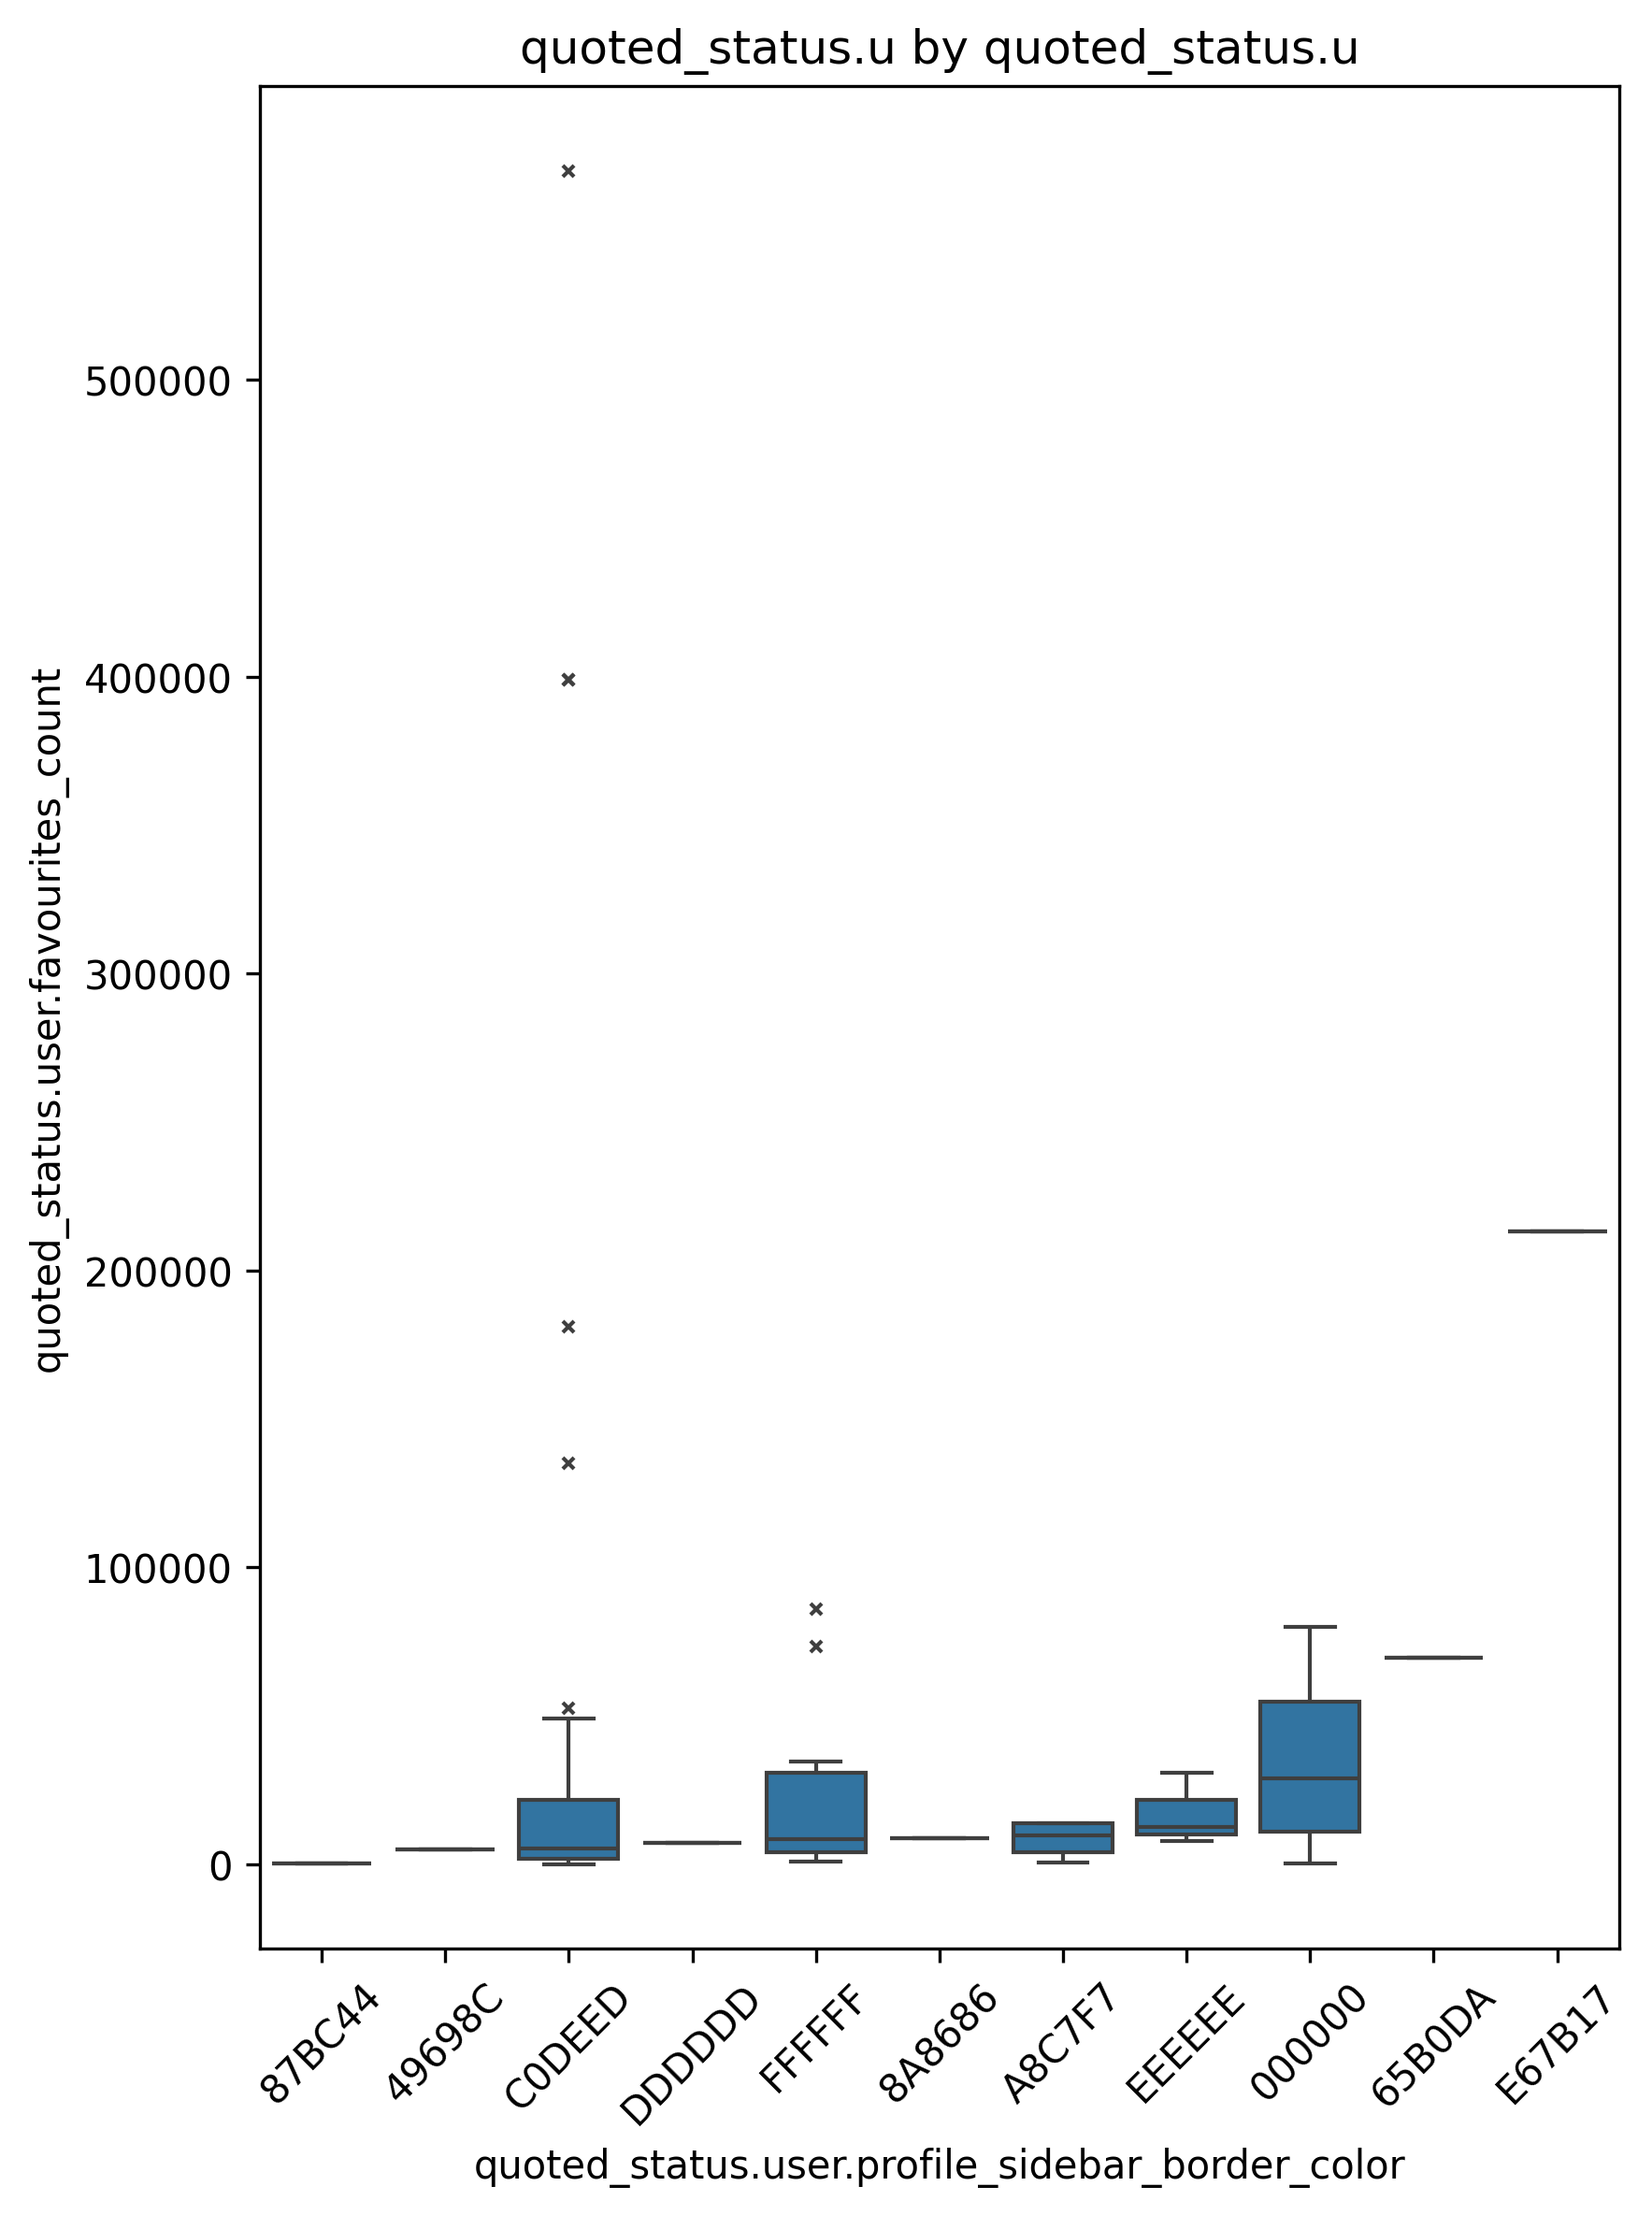 quoted_status.u by quoted_status.u
quoted_status.user.favourites_count
500000
400000
300000
200000
100000
0
87BC44
49698C
C0DEED
DDDDDD
FFFFFF
8A8686
A8C7F7
EEEEEE
000000
65B0DA
E67B17
quoted_status.user.profile_sidebar_border_color